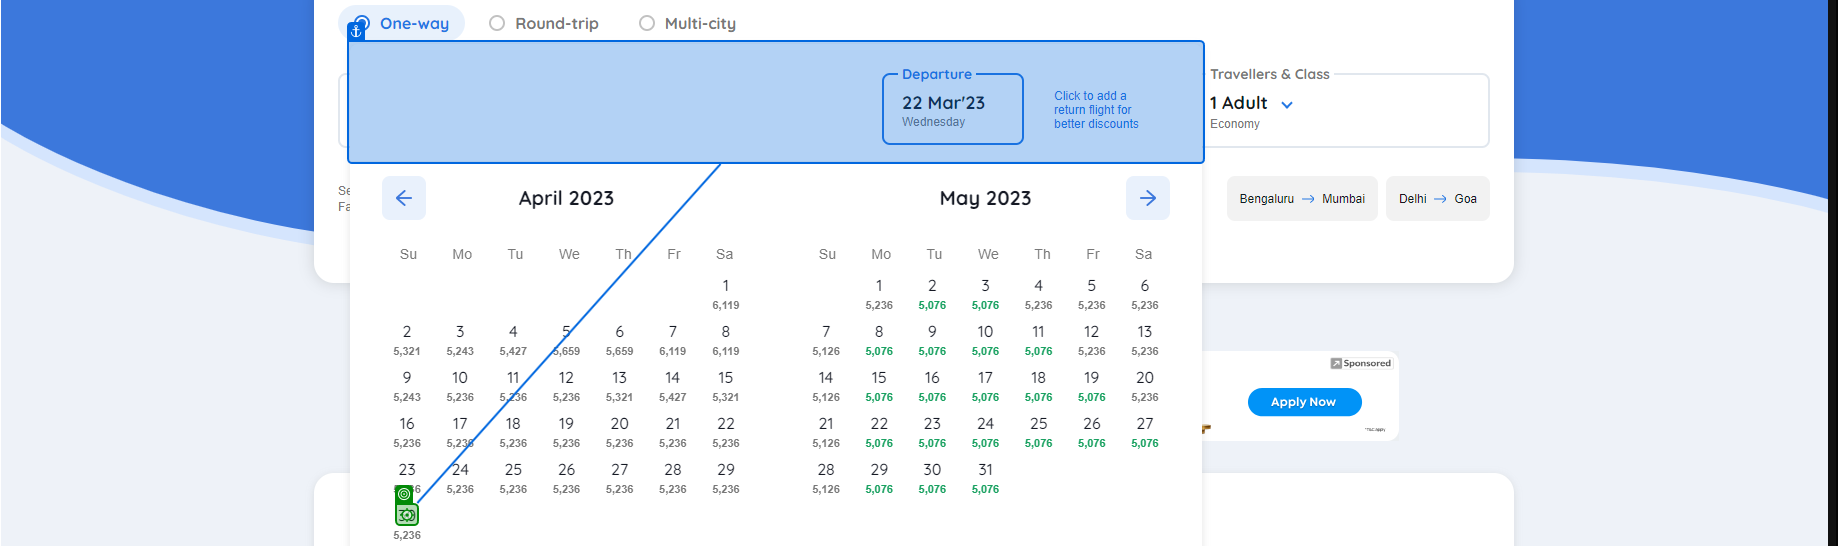 One-way Round-trip Multi-city
Departure
22 Mar'23
Wednesday
Click to add a
return flight for
better discounts
Travellers & Class
1 Adult
Economy
Se
Fa
April 2023
May 2023
Bengaluru Mumbai Delhi Goa
Su Mo Tu We Th Fr Sa Su Mo Tu We Th Fr Sa
1 1 2 3 4 5 6
6,119 5,236 5,076 5,076 5,236 5,236 5,236
2 3 4 5 6 7 8 7 8 9 10 11 12 13
5,321 5,243 5,427 5,659 5,659 6,119 6,119 5,126 5,076 5,076 5,076 5,076 5,236 5,236
9 10 11 12 13 14 15 14 15 16 17 18 19 20
5,243 5,236 5,236 5,236 5,321 5,427 5,321 5,126 5,076 5,076 5,076 5,076 5,076 5,236
16 17 18 19 20 21 22 21 22 23 24 25 26 27
5,236 5,236 5,236 5,236 5,236 5,236 5,236 5,126 5,076 5,076 5,076 5,076 5,076 5,076
23 24 25 26 27 28 29 28 29 30 31
5,236 5,236 5,236 5,236 5,236 5,236 5,126 5,076 5,076 5,076
30
5,236
Sponsored
Apply Now
*T&C Apply